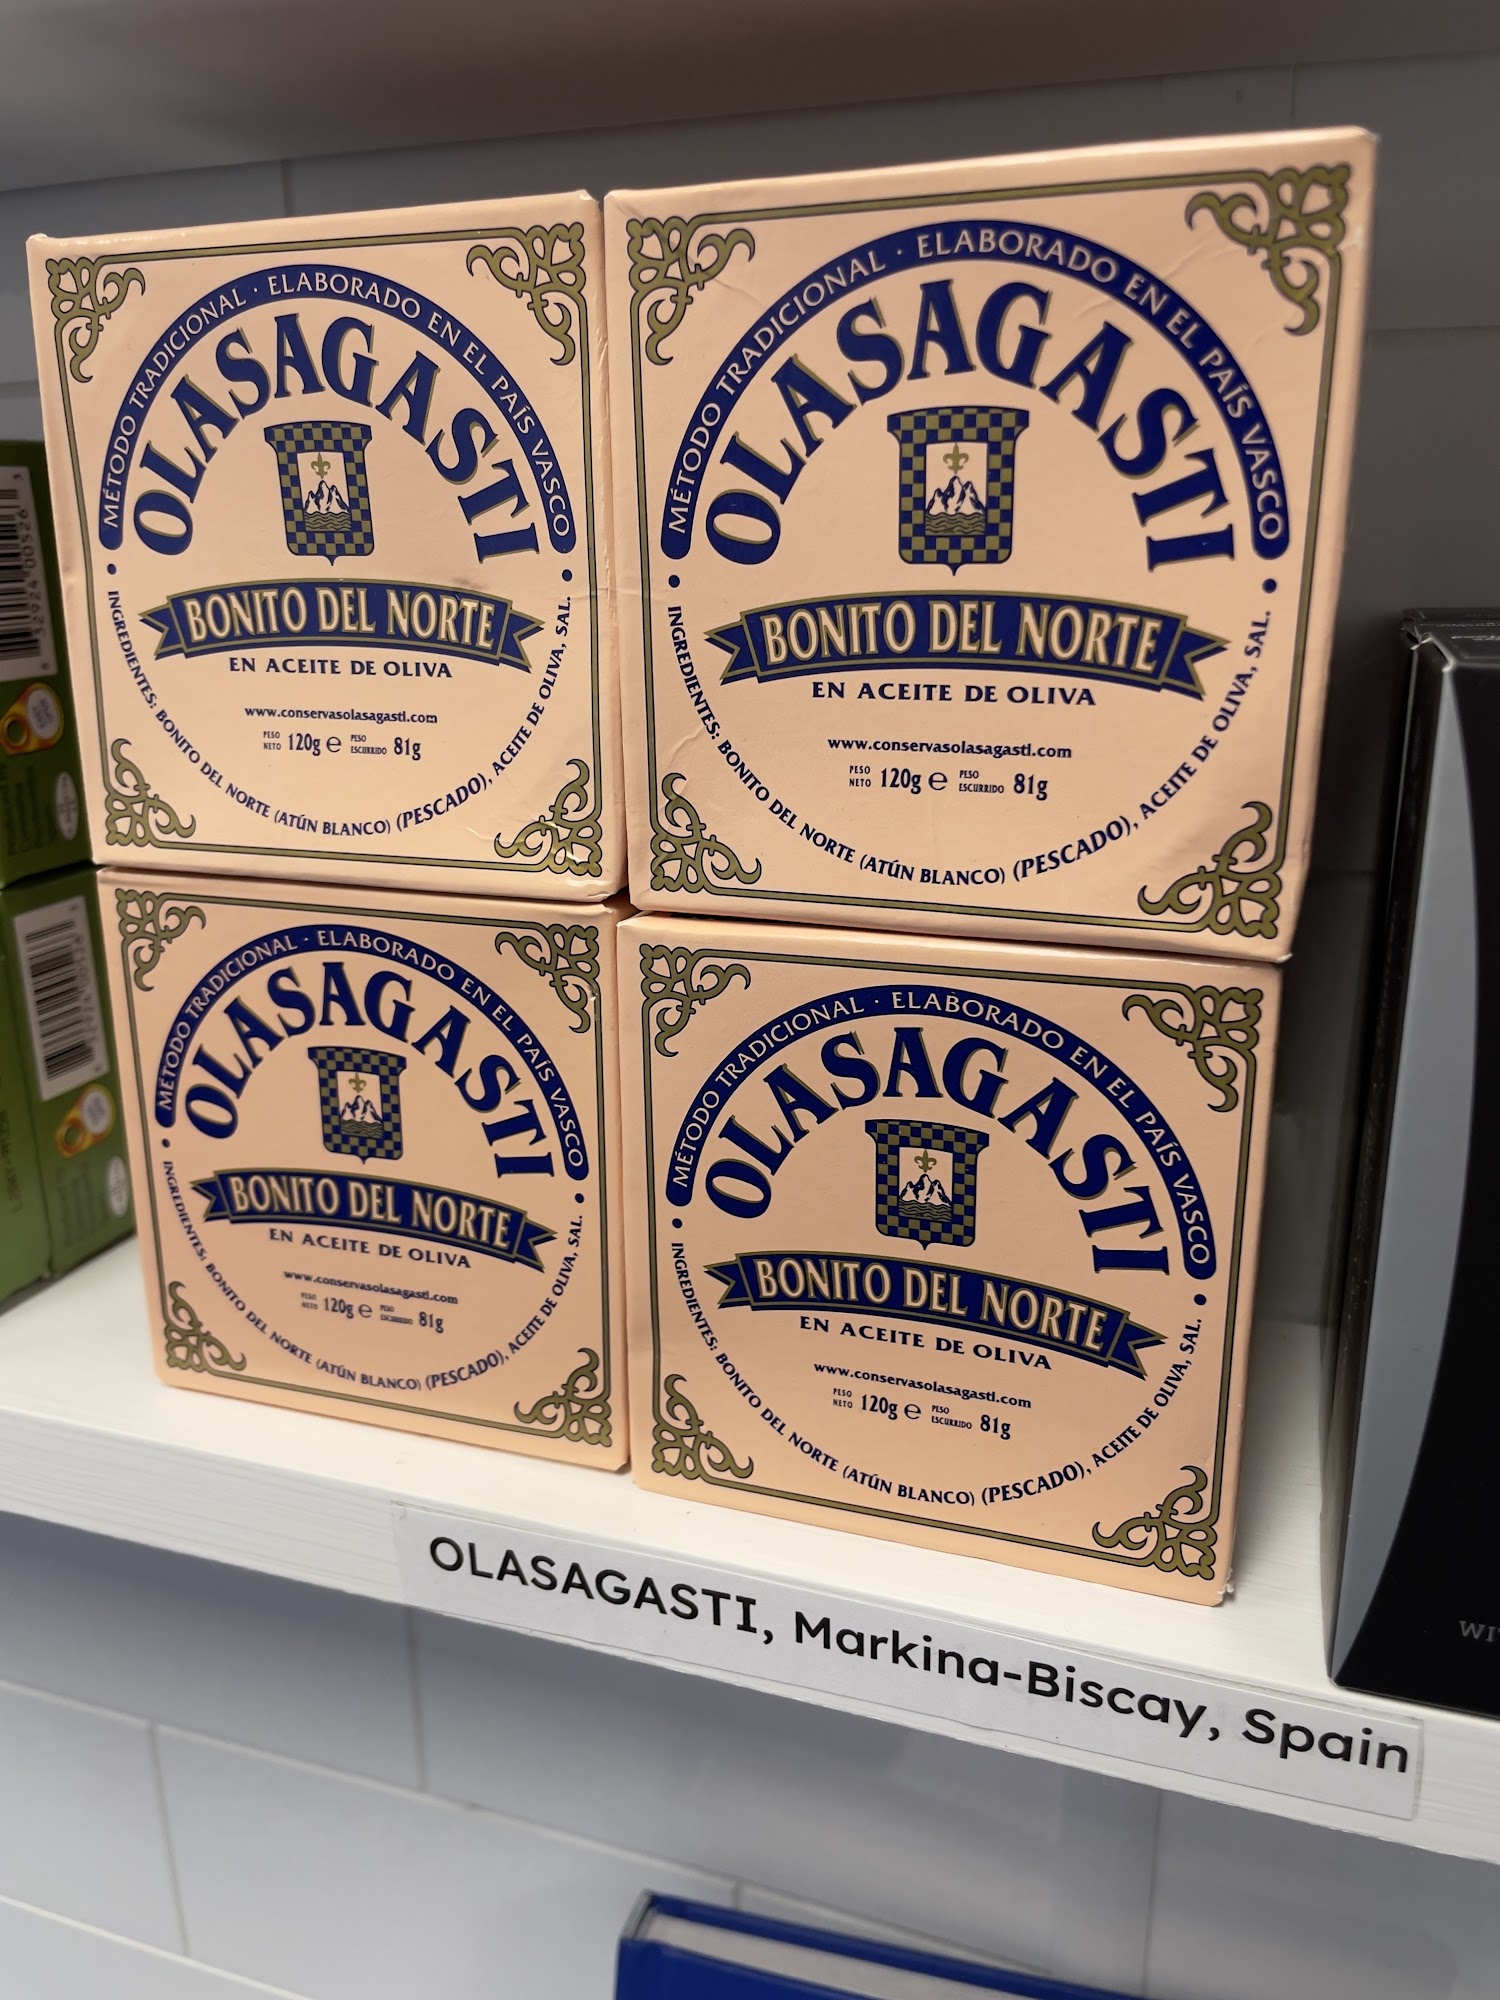 MÉTODO TRADICIONAL · ELABORADO EN EL PAÍS VASCO
OLASAGASTI
BONITO DEL NORTE
EN ACEITE DE OLIVA
www.conservasolasagasti.com
PESO NETO 120g e PESO ESCURRIDO 81g
• INGREDIENTES: BONITO DEL NORTE (ATÚN BLANCO) (PESCADO), ACEITE DE OLIVA, SAL. •
MÉTODO TRADICIONAL · ELABORADO EN EL PAÍS VASCO
OLASAGASTI
BONITO DEL NORTE
EN ACEITE DE OLIVA
www.conservasolasagasti.com
PESO NETO 120g e PESO ESCURRIDO 81g
• INGREDIENTES: BONITO DEL NORTE (ATÚN BLANCO) (PESCADO), ACEITE DE OLIVA, SAL. •
MÉTODO TRADICIONAL · ELABORADO EN EL PAÍS VASCO
OLASAGASTI
BONITO DEL NORTE
EN ACEITE DE OLIVA
www.conservasolasagasti.com
PESO NETO 120g e PESO ESCURRIDO 81g
• INGREDIENTES: BONITO DEL NORTE (ATÚN BLANCO) (PESCADO), ACEITE DE OLIVA, SAL. •
MÉTODO TRADICIONAL · ELABORADO EN EL PAÍS VASCO
OLASAGASTI
BONITO DEL NORTE
EN ACEITE DE OLIVA
www.conservasolasagasti.com
PESO NETO 120g e PESO ESCURRIDO 81g
• INGREDIENTES: BONITO DEL NORTE (ATÚN BLANCO) (PESCADO), ACEITE DE OLIVA, SAL. •
OLASAGASTI, Markina-Biscay, Spain